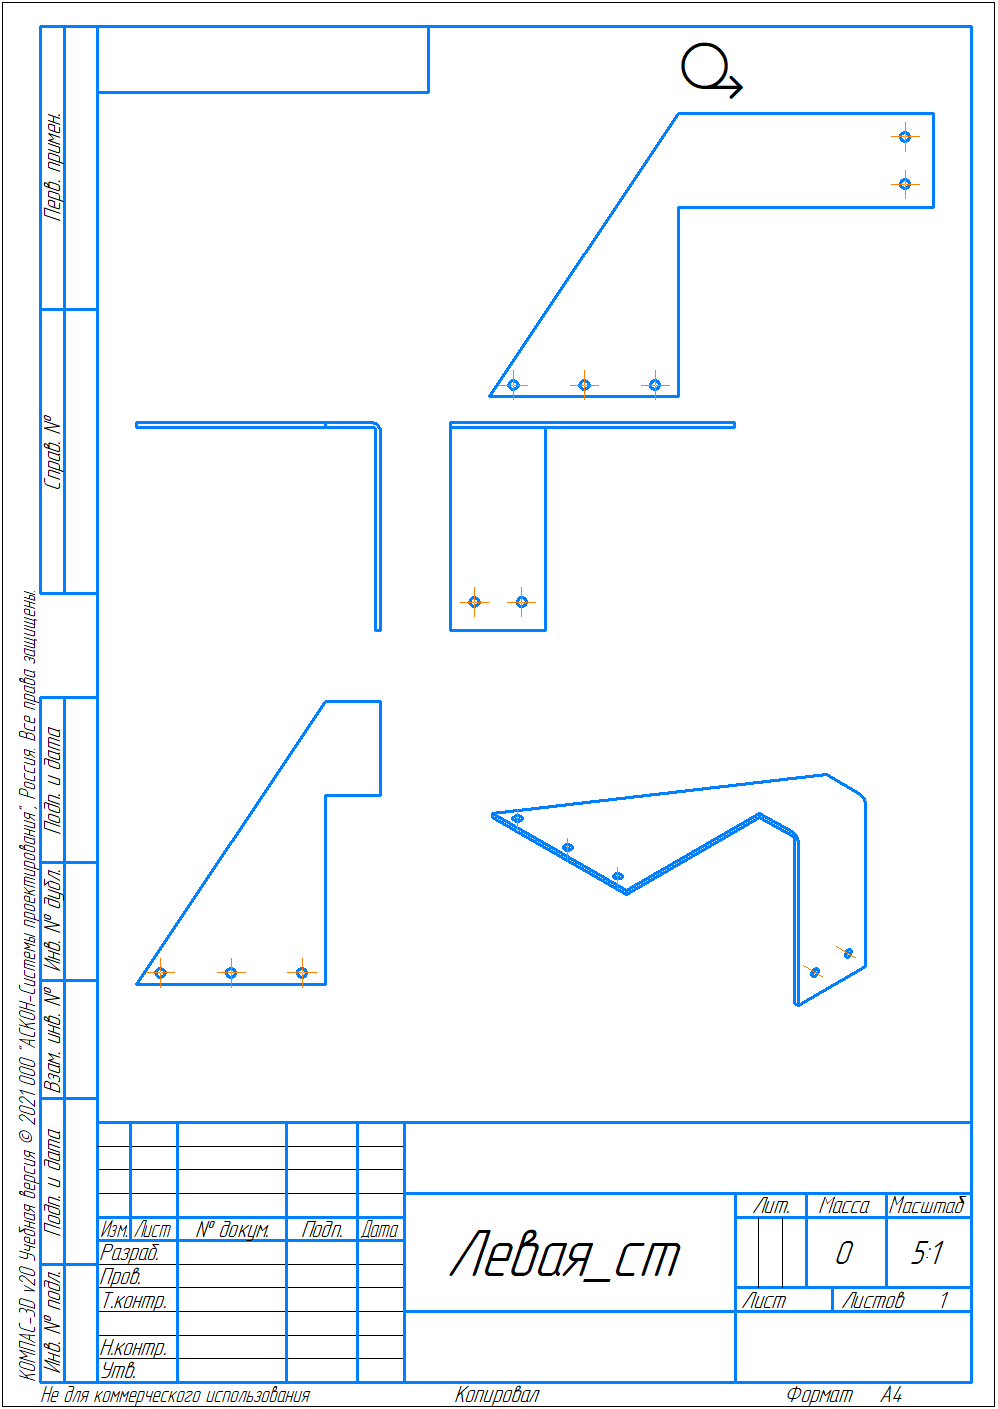 Перв. примен.
Справ. №
Подп. и дата
Инв. № дубл.
Взам. инв. №
Подп. и дата
Инв. № подл.
КОМПАС-3D v20 Учебная версия © 2021 ООО "АСКОН-Системы проектирования", Россия. Все права защищены.
Изм. Лист № докум. Подп. Дата
Разраб.
Пров.
Т.контр.
Н.контр.
Утв.
Левая_ст
Лит. Масса Масштаб
0 5:1
Лист Листов 1
Не для коммерческого использования Копировал Формат А4